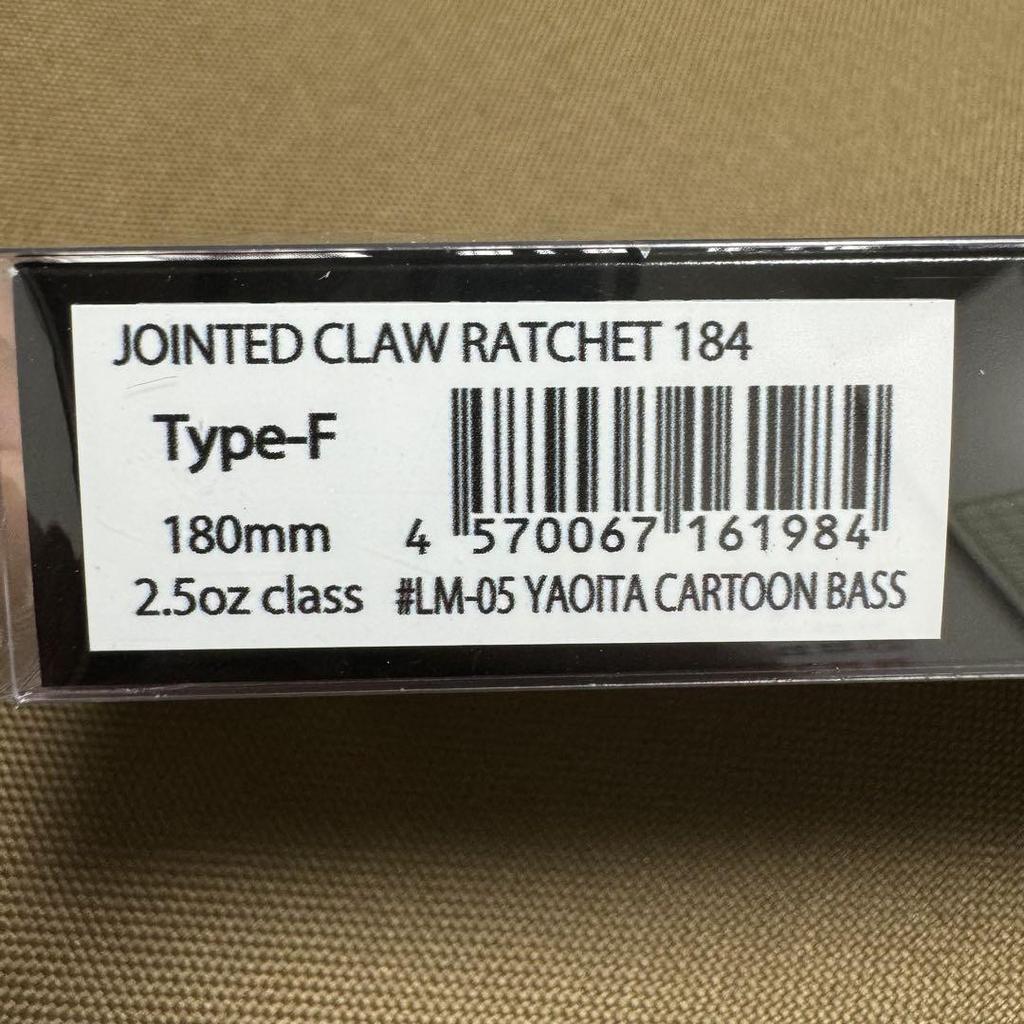 JOINTED CLAW RATCHET 184
Type-F
180mm
4 570067 161984
2.5oz class #LM-05 YAOITA CARTOON BASS